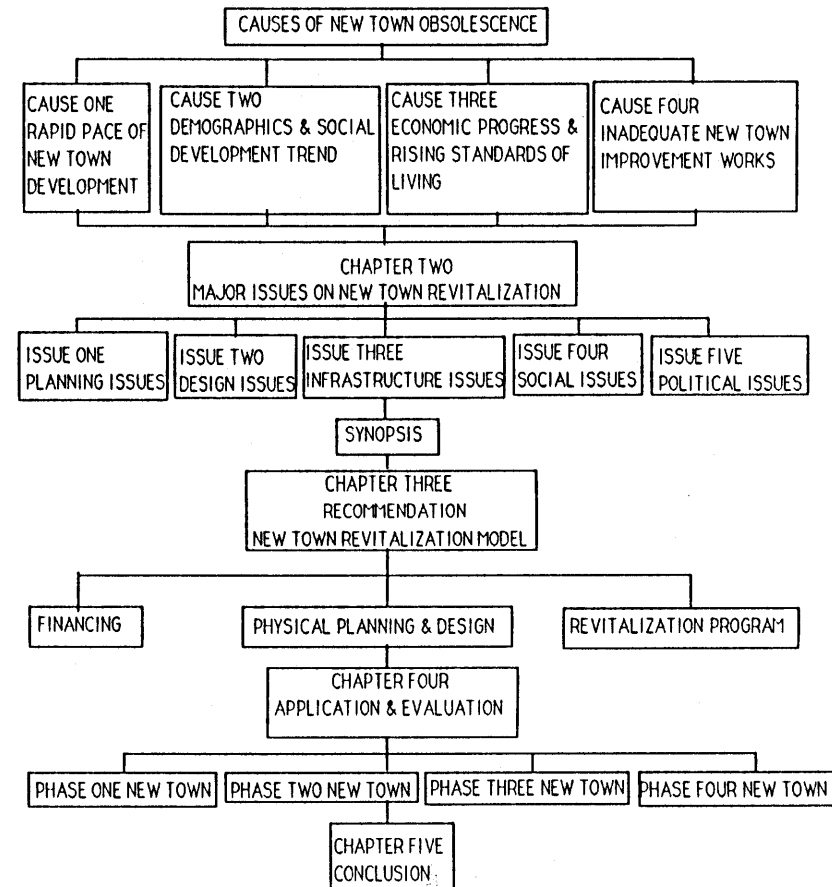 CAUSES OF NEW TOWN OBSOLESCENCE
CAUSE ONE
RAPID PACE OF
NEW TOWN
DEVELOPMENT
CAUSE TWO
DEMOGRAPHICS & SOCIAL
DEVELOPMENT TREND
CAUSE THREE
ECONOMIC PROGRESS &
RISING STANDARDS OF
LIVING
CAUSE FOUR
INADEQUATE NEW TOWN
IMPROVEMENT WORKS
CHAPTER TWO
MAJOR ISSUES ON NEW TOWN REVITALIZATION
ISSUE ONE
PLANNING ISSUES
ISSUE TWO
DESIGN ISSUES
ISSUE THREE
INFRASTRUCTURE ISSUES
ISSUE FOUR
SOCIAL ISSUES
ISSUE FIVE
POLITICAL ISSUES
SYNOPSIS
CHAPTER THREE
RECOMMENDATION
NEW TOWN REVITALIZATION MODEL
FINANCING
PHYSICAL PLANNING & DESIGN
REVITALIZATION PROGRAM
CHAPTER FOUR
APPLICATION & EVALUATION
PHASE ONE NEW TOWN
PHASE TWO NEW TOWN
PHASE THREE NEW TOWN
PHASE FOUR NEW TOWN
CHAPTER FIVE
CONCLUSION